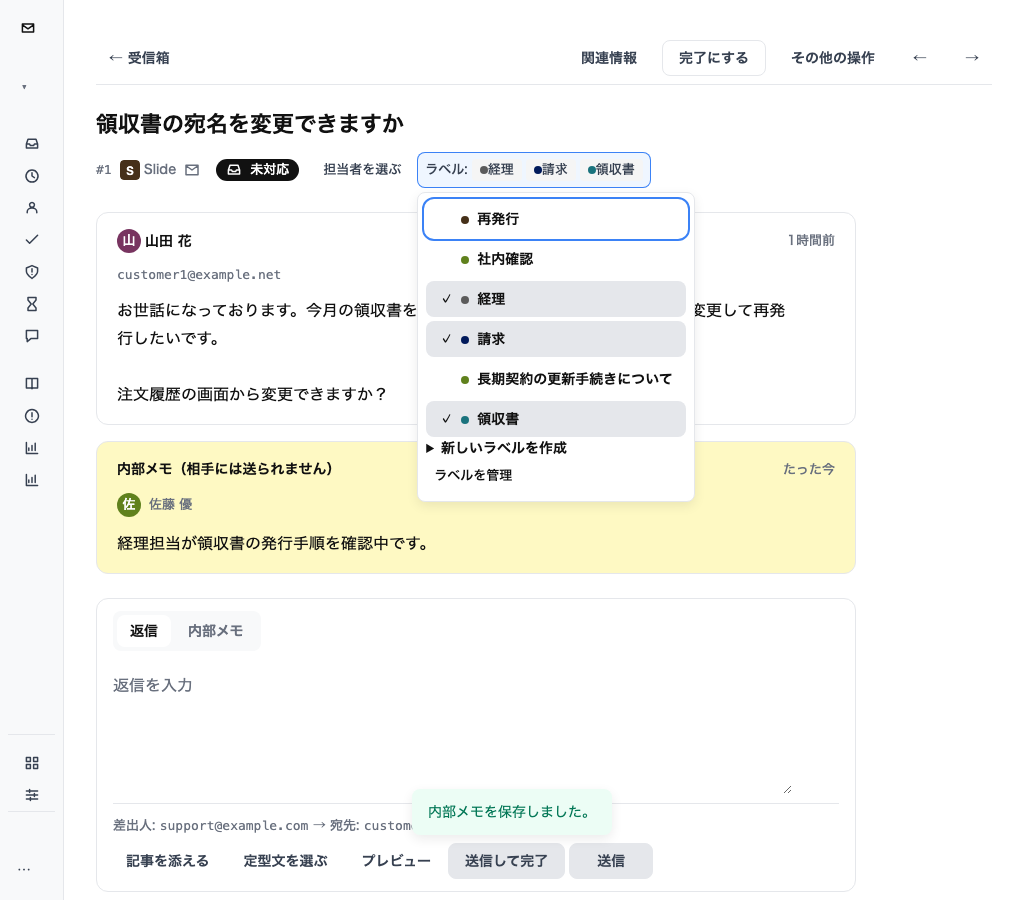 ← 受信箱
関連情報
完了にする
その他の操作
←
→
領収書の宛名を変更できますか
#1 S Slide 未対応 担当者を選ぶ ラベル: 経理 請求 領収書
再発行
社内確認
✓ 経理
✓ 請求
長期契約の更新手続きについて
✓ 領収書
▶ 新しいラベルを作成
ラベルを管理
山 山田 花
1時間前
customer1@example.net
お世話になっております。今月の領収書を
変更して再発
行したいです。
注文履歴の画面から変更できますか？
内部メモ（相手には送られません）
たった今
佐 佐藤 優
経理担当が領収書の発行手順を確認中です。
返信 内部メモ
返信を入力
内部メモを保存しました。
差出人: support@example.com → 宛先:
記事を添える 定型文を選ぶ プレビュー 送信して完了 送信
…